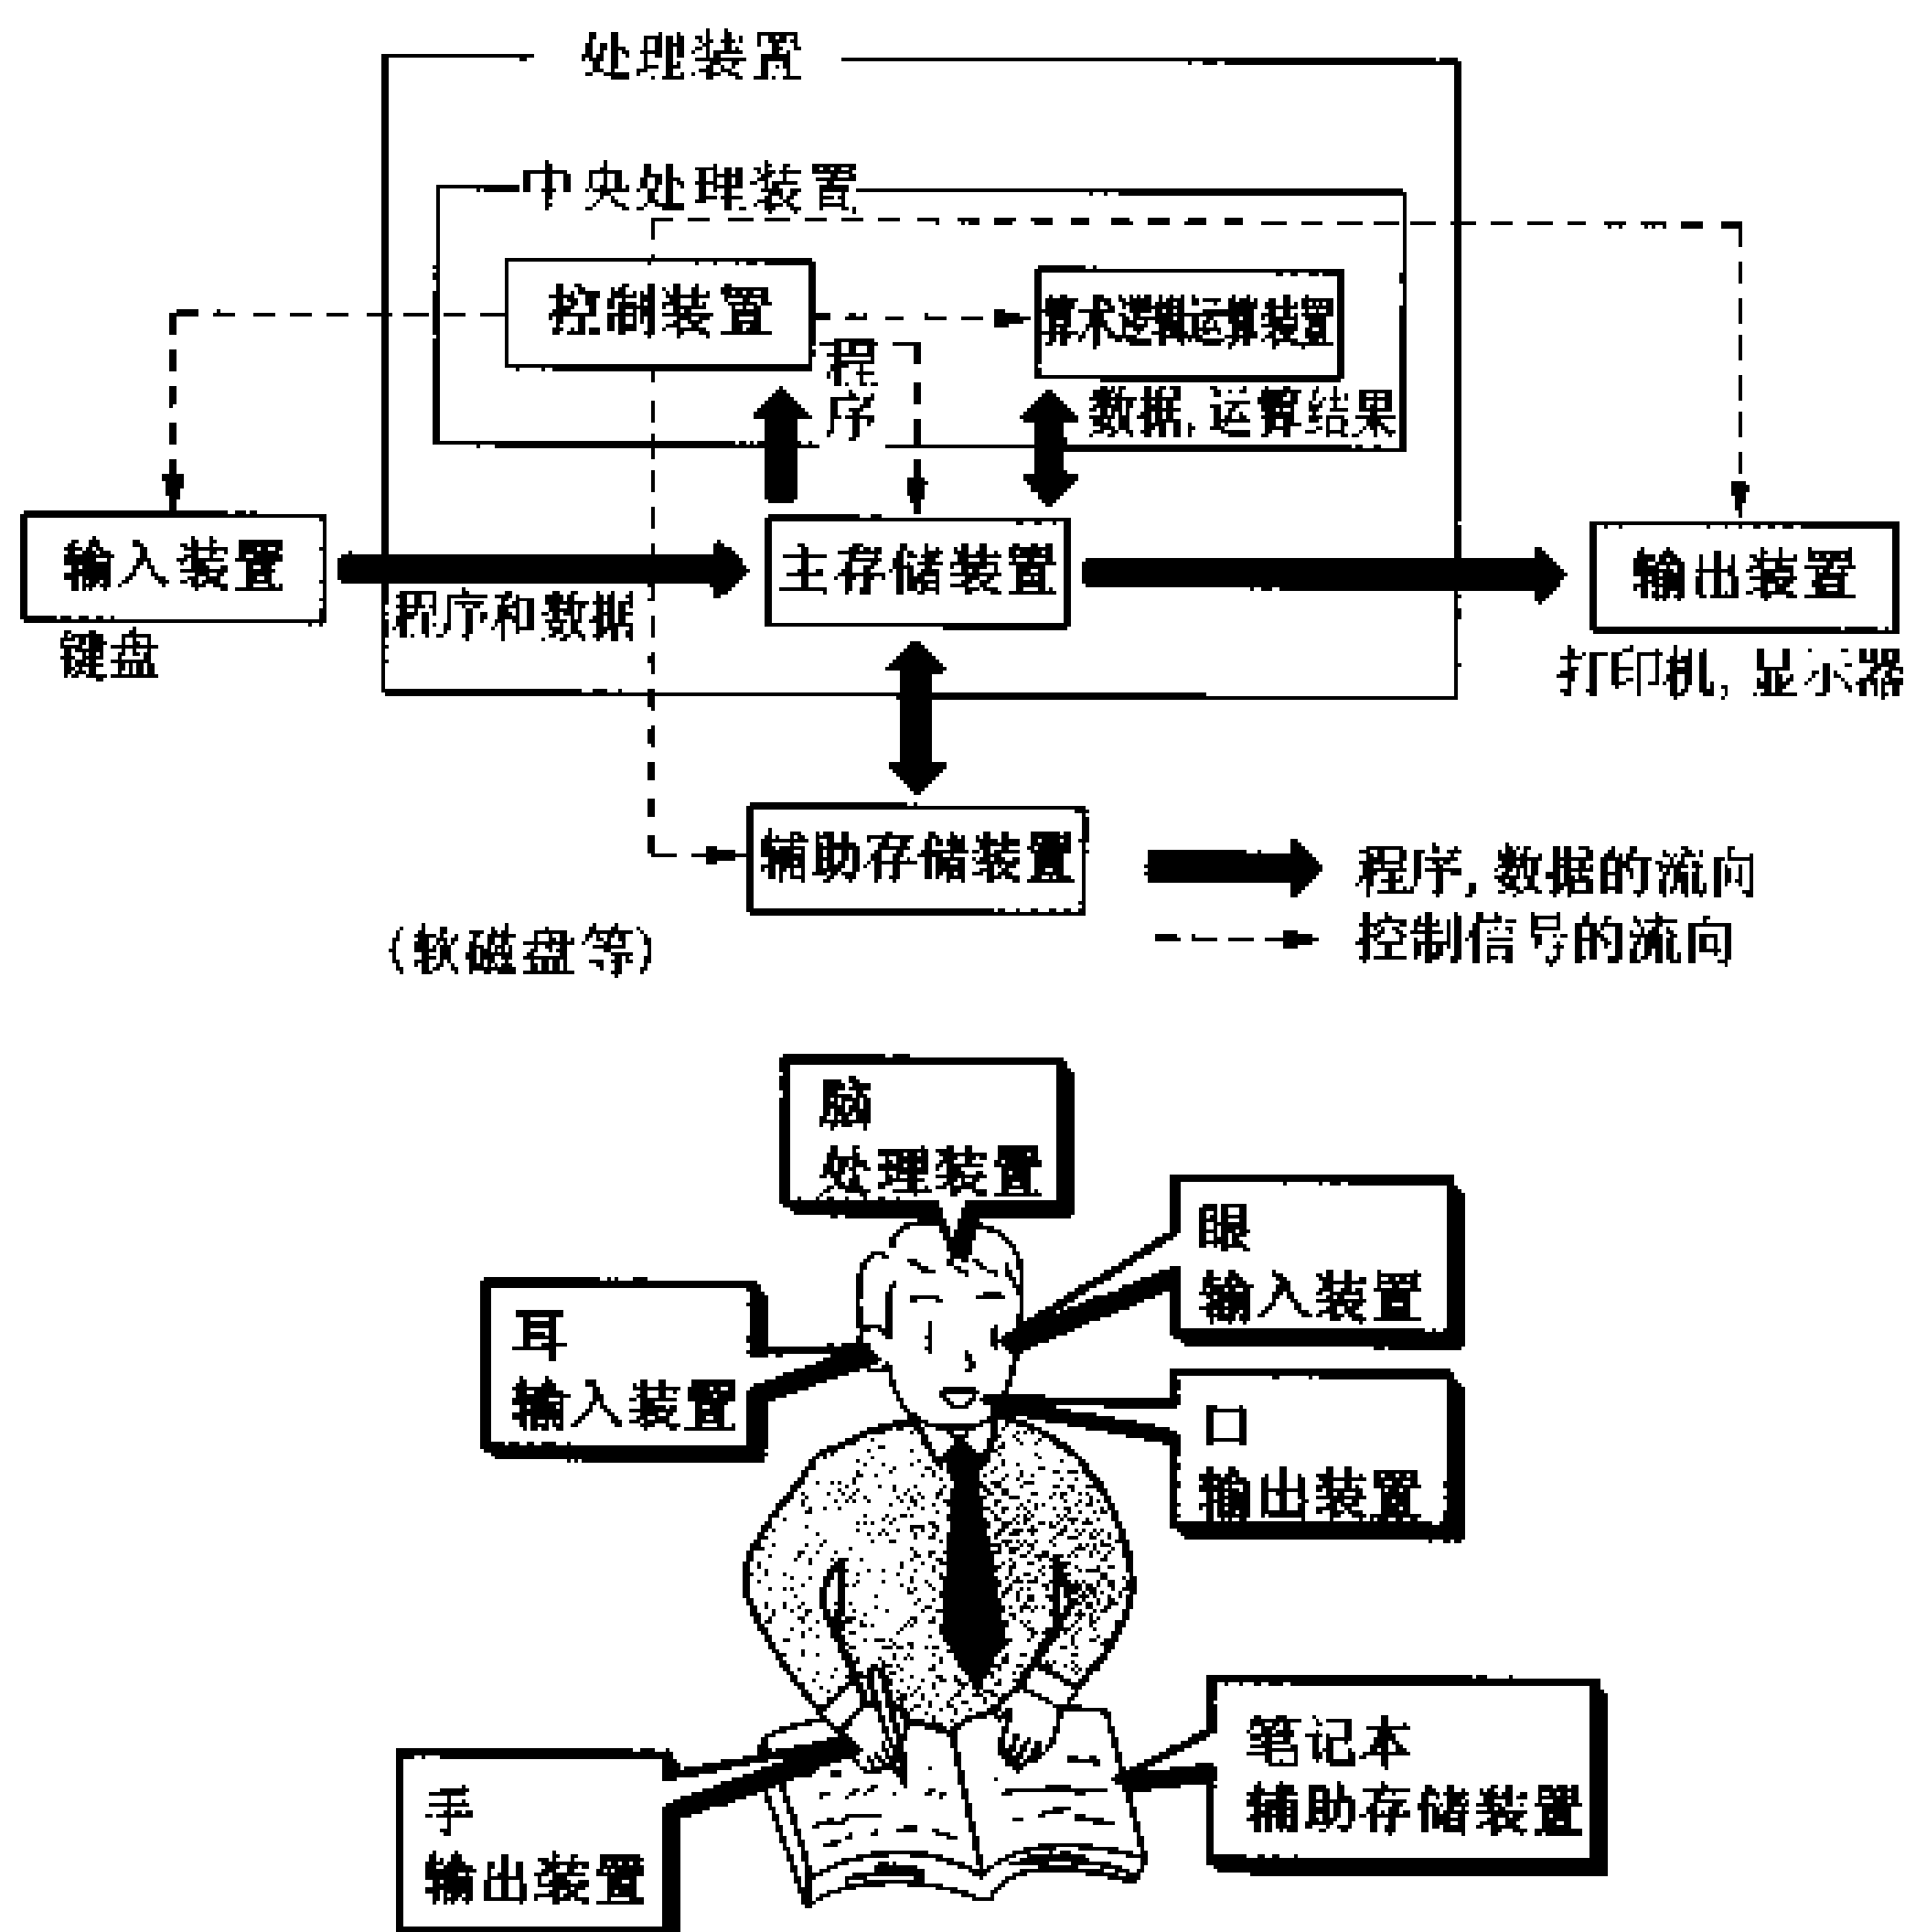 处理装置
中央处理装置
控制装置
算术逻辑运算装置
程
序
数据,运算结果
输入装置
主存储装置
输出装置
键盘
程序和数据
打印机,显示器
辅助存储装置
程序,数据的流向
(软磁盘等)
控制信号的流向
脑
处理装置
眼
输入装置
耳
输入装置
口
输出装置
笔记本
辅助存储装置
手
输出装置